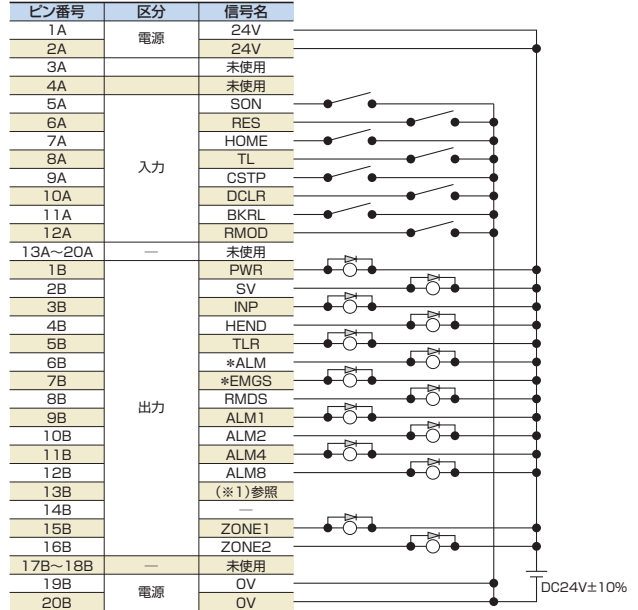 ピン番号 区分 信号名
1A 電源 24V
2A 24V
3A 未使用
4A 未使用
5A 入力 SON
6A RES
7A HOME
8A TL
9A CSTP
10A DCLR
11A BKRL
12A RMOD
13A～20A — 未使用
1B 出力 PWR
2B SV
3B INP
4B HEND
5B TLR
6B *ALM
7B *EMGS
8B RMDS
9B ALM1
10B ALM2
11B ALM4
12B ALM8
13B (※1)参照
14B —
15B ZONE1
16B ZONE2
17B～18B — 未使用
19B 電源 0V
20B 0V
DC24V±10%